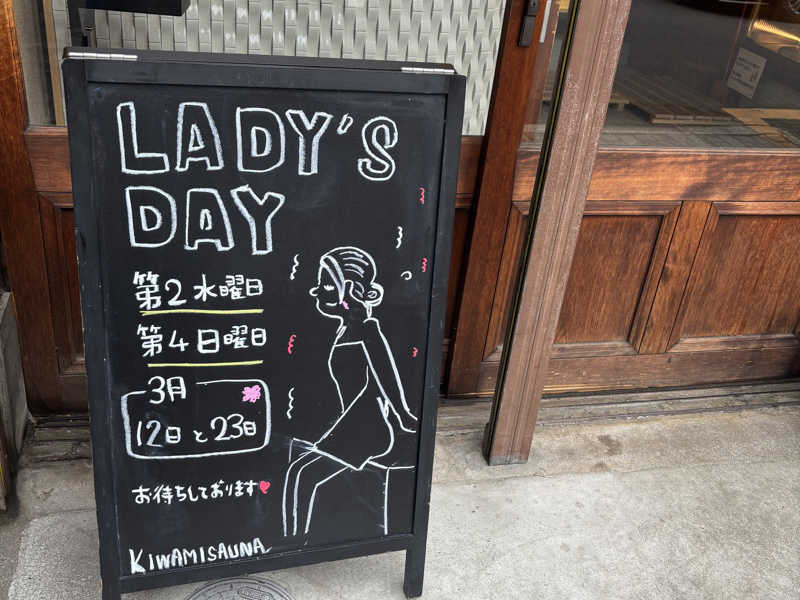 LADY'S
DAY
第2水曜日
第4日曜日
3月
12日と23日
お待ちしております
KIWAMISAUNA